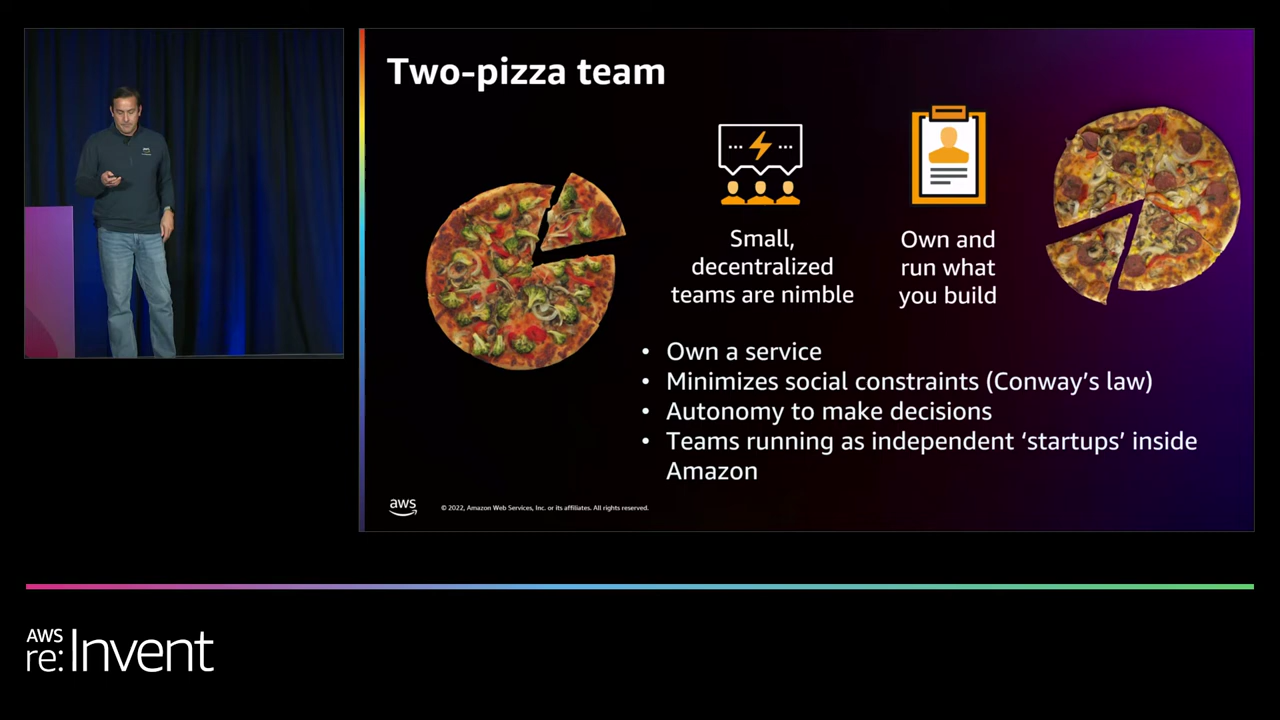 Two-pizza team
Small,
decentralized
teams are nimble
Own and
run what
you build
• Own a service
• Minimizes social constraints (Conway’s law)
• Autonomy to make decisions
• Teams running as independent ‘startups’ inside
Amazon
aws
© 2022, Amazon Web Services, Inc. or its affiliates. All rights reserved.
AWS
re:Invent